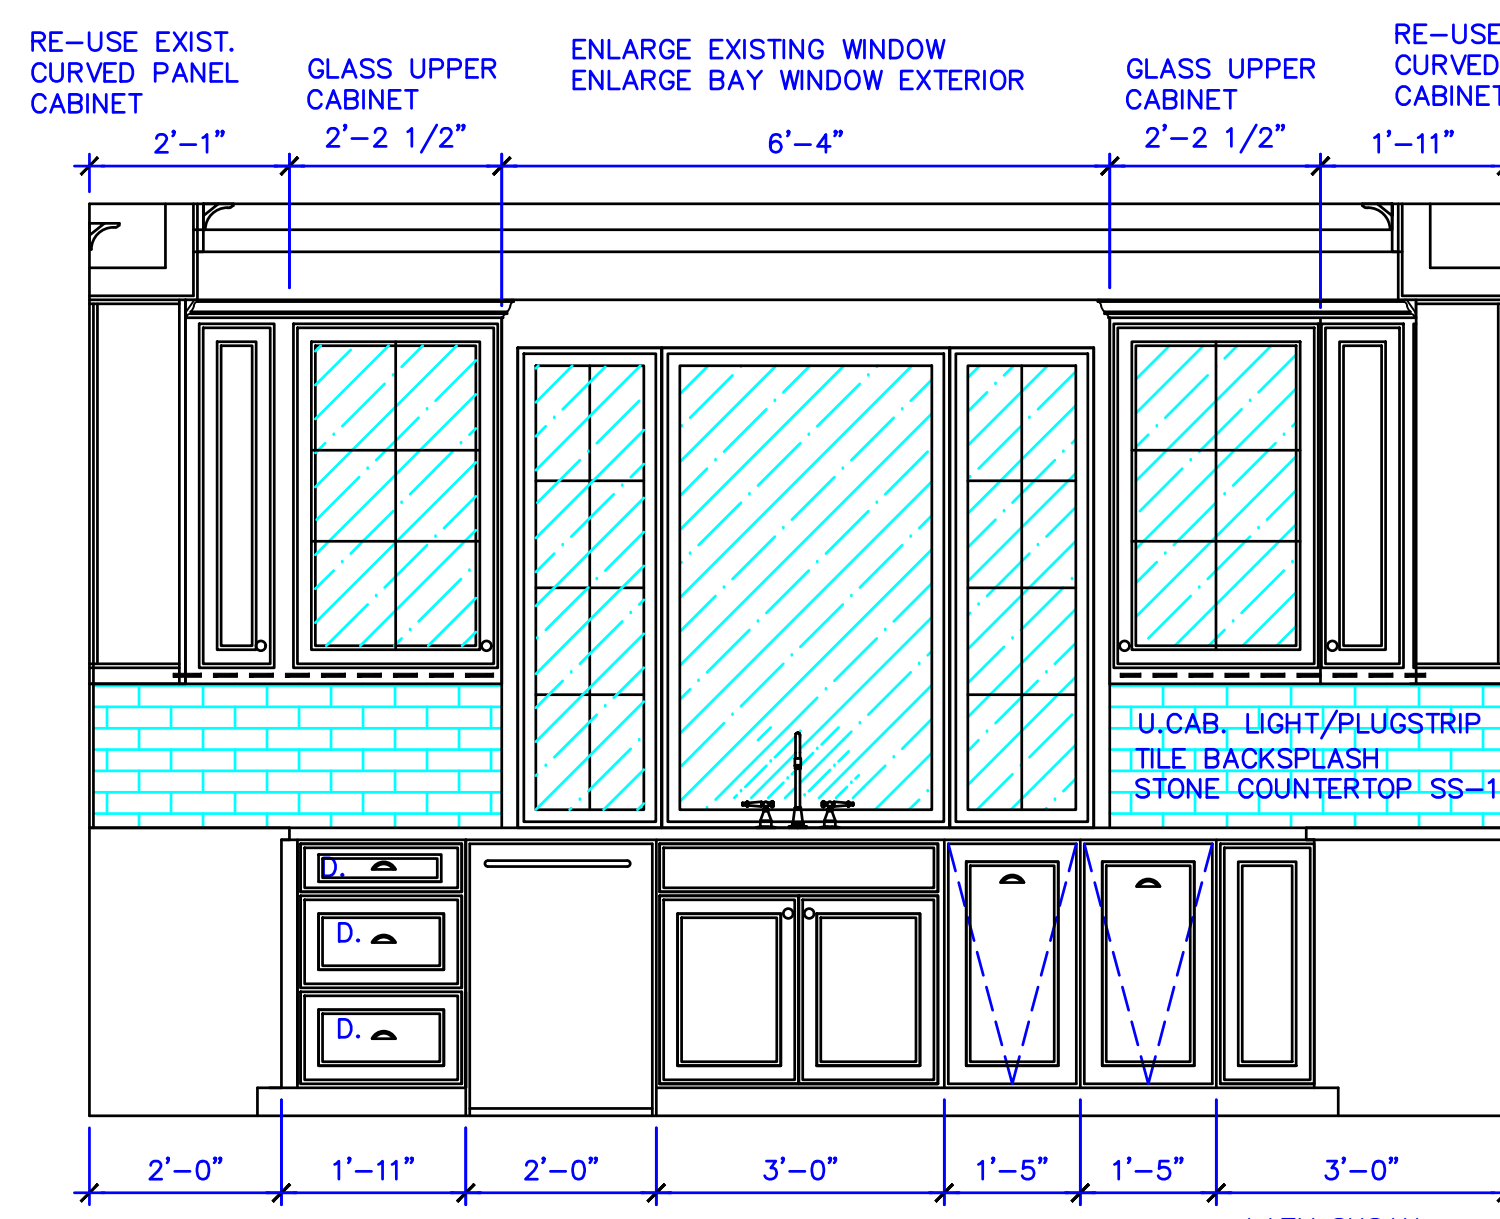 RE-USE EXIST.
CURVED PANEL
CABINET
GLASS UPPER
CABINET
ENLARGE EXISTING WINDOW
ENLARGE BAY WINDOW EXTERIOR
GLASS UPPER
CABINET
RE-USE
CURVED
CABINET
2'-1"
2'-2 1/2"
6'-4"
2'-2 1/2"
1'-11"
U.CAB. LIGHT/PLUGSTRIP
TILE BACKSPLASH
STONE COUNTERTOP SS-1
D.
D.
D.
2'-0"
1'-11"
2'-0"
3'-0"
1'-5"
1'-5"
3'-0"